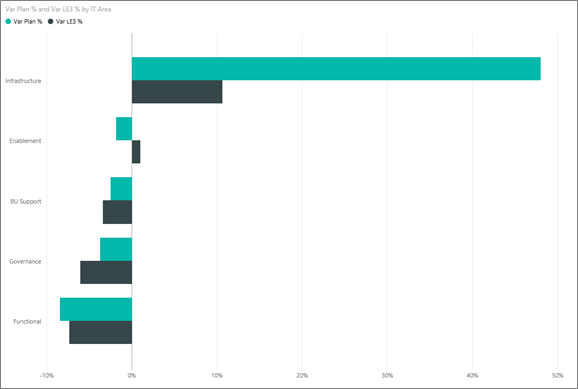 Var Plan % and Var LE3 % by IT Area
Var Plan % Var LE3 %
Infrastructure
Enablement
BU Support
Governance
Functional
-10% 0% 10% 20% 30% 40% 50%